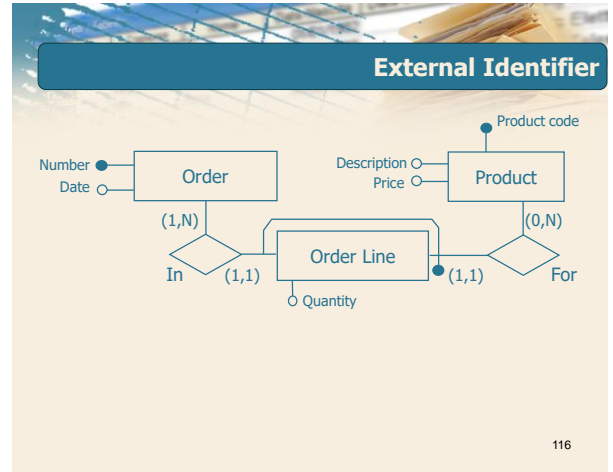 External Identifier
Product code
Number
Date
Order
Description
Price
Product
(1,N)
(0,N)
In
(1,1)
Order Line
(1,1)
For
Quantity
116